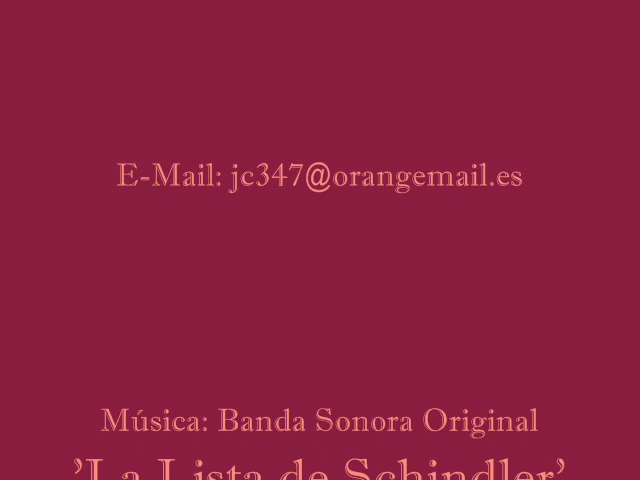 E-Mail: jc347@orangemail.es
Música: Banda Sonora Original
’La Lista de Schindler’